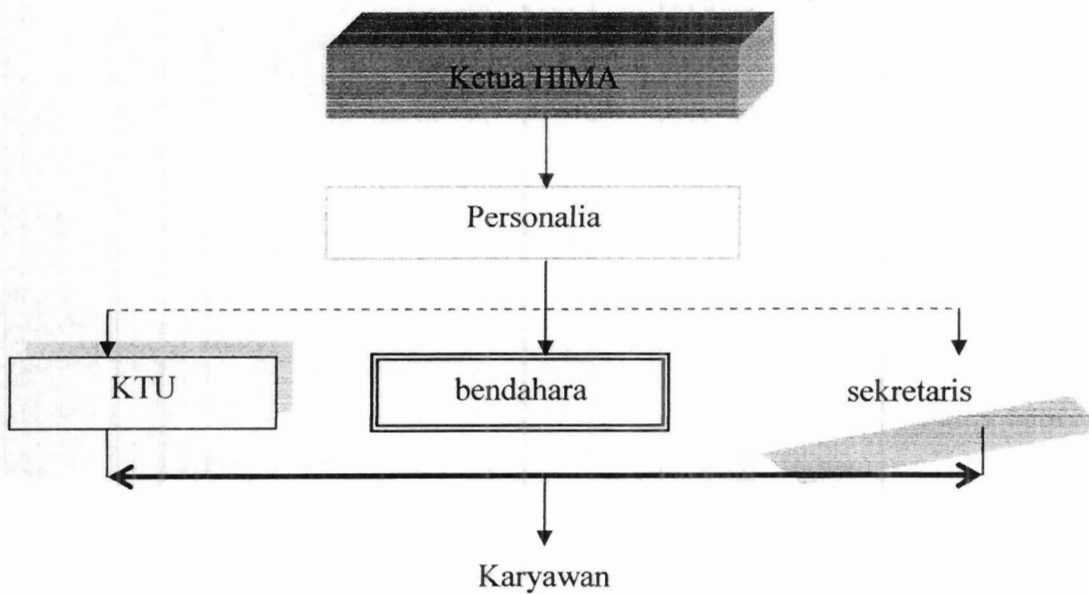 Ketua HIMA
Personalia
KTU
bendahara
sekretaris
Karyawan